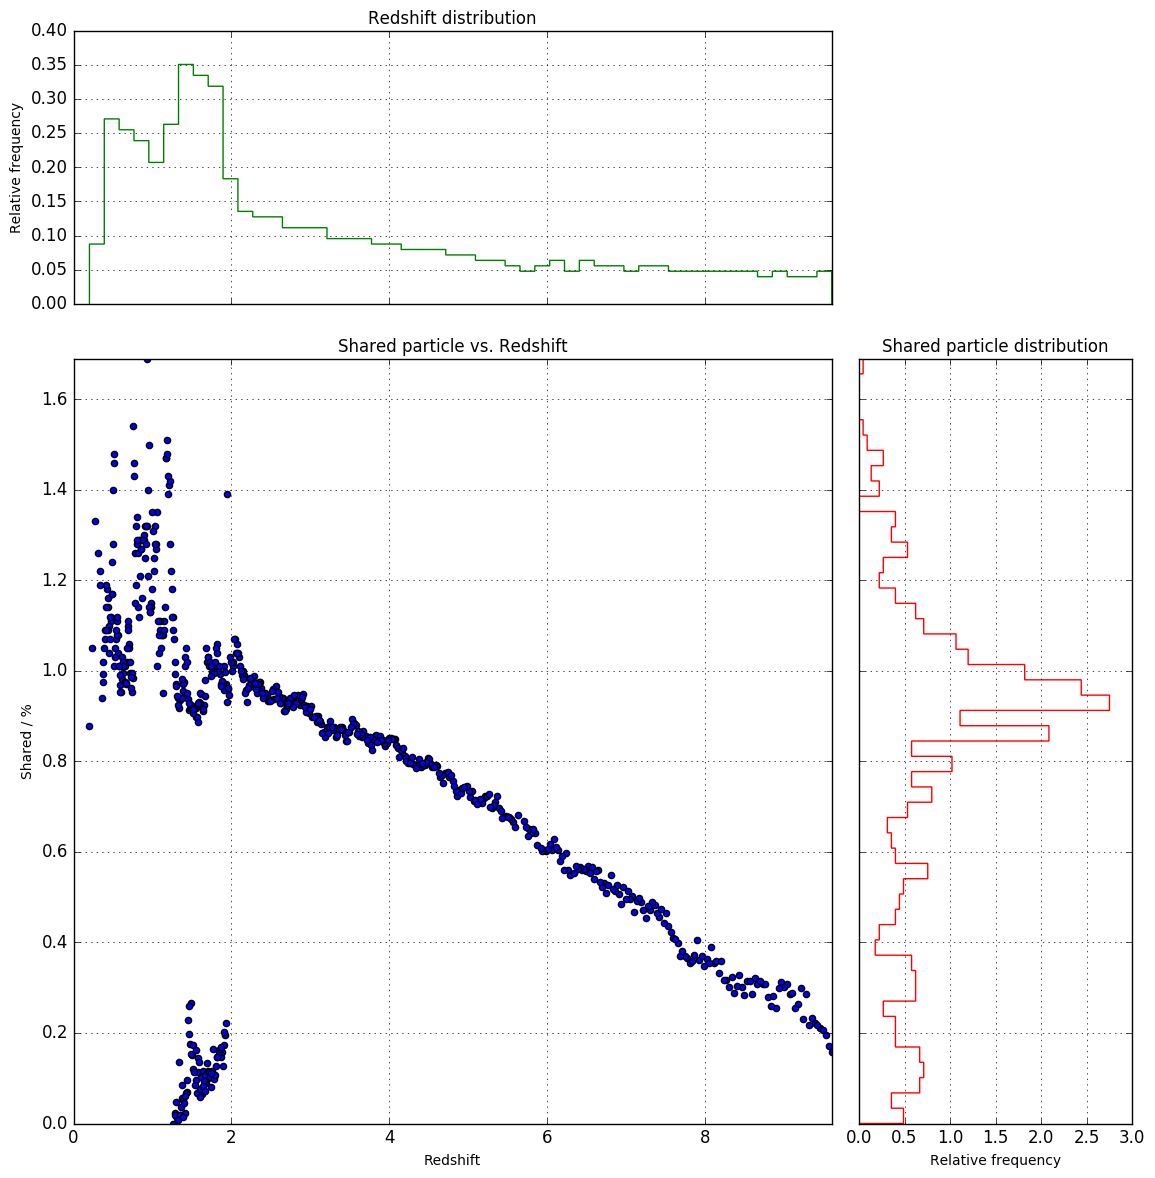 Redshift distribution
0.40
0.35
0.30
0.25
0.20
0.15
0.10
0.05
0.00
Relative frequency
Shared particle vs. Redshift
1.6
1.4
1.2
1.0
0.8
0.6
0.4
0.2
0.0
Shared / %
0 2 4 6 8
Redshift
Shared particle distribution
0.0 0.5 1.0 1.5 2.0 2.5 3.0
Relative frequency